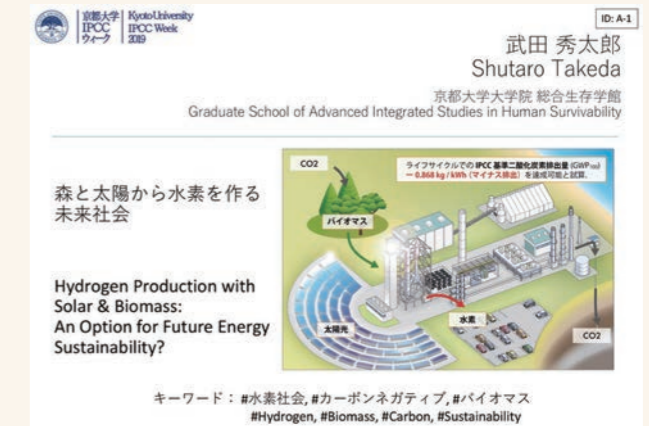 京都大学
IPCC
ウィーク
Kyoto University
IPCC Week
2019
ID: A-1
武田 秀太郎
Shutaro Takeda
京都大学大学院 総合生存学館
Graduate School of Advanced Integrated Studies in Human Survivability
森と太陽から水素を作る
未来社会
Hydrogen Production with
Solar & Biomass:
An Option for Future Energy
Sustainability?
CO2
ライフサイクルでの IPCC 基準二酸化炭素排出量 (GWP100)
− 0.868 kg / kWh (マイナス排出) を達成可能と試算.
バイオマス
太陽光
水素
CO2
キーワード： #水素社会, #カーボンネガティブ, #バイオマス
#Hydrogen, #Biomass, #Carbon, #Sustainability